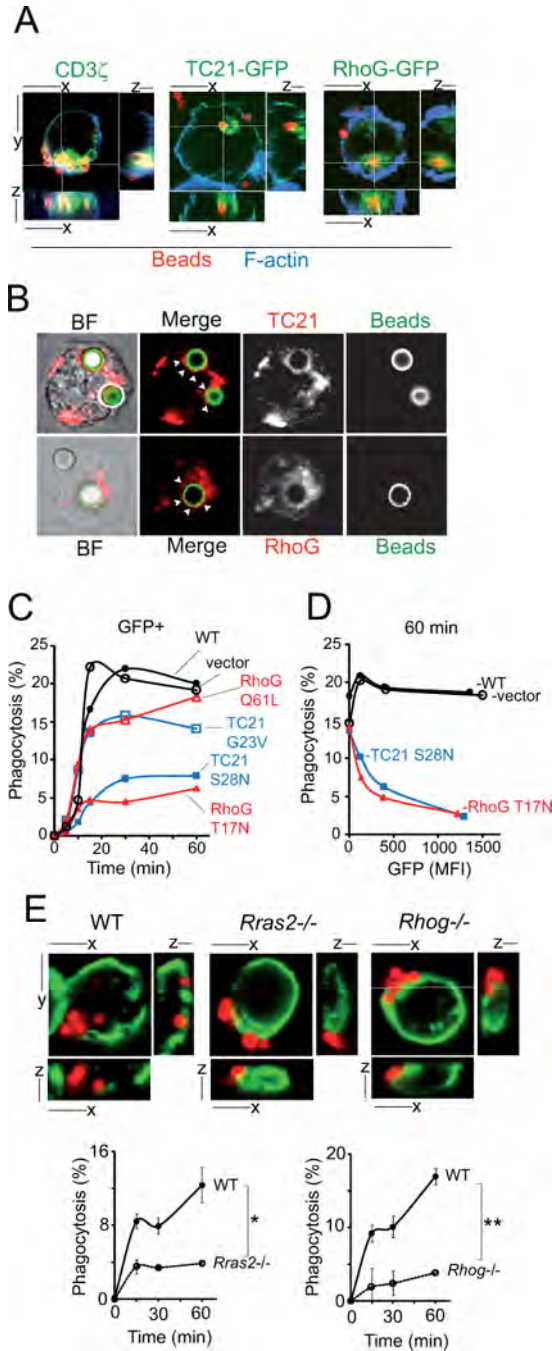 A
CD3ζ TC21-GFP RhoG-GFP
x z x z x z
y
z
x x x
Beads F-actin
B
BF Merge TC21 Beads
BF Merge RhoG Beads
C
GFP+
Phagocytosis (%)
25
20
15
10
5
0
0 20 40 60
Time (min)
WT
vector
RhoG
Q61L
TC21
G23V
TC21
S28N
RhoG
T17N
D
60 min
Phagocytosis (%)
25
20
15
10
5
0
0 500 1000 1500
GFP (MFI)
-WT
-vector
-TC21 S28N
-RhoG T17N
E
WT Rras2-/- Rhog-/-
x z x z x z
y
z z z
x x x
Phagocytosis (%)
16
12
8
4
0
0 15 30 60
Time (min)
WT
*
Rras2-/-
Phagocytosis (%)
20
10
0
0 15 30 60
Time (min)
WT
**
Rhog-/-